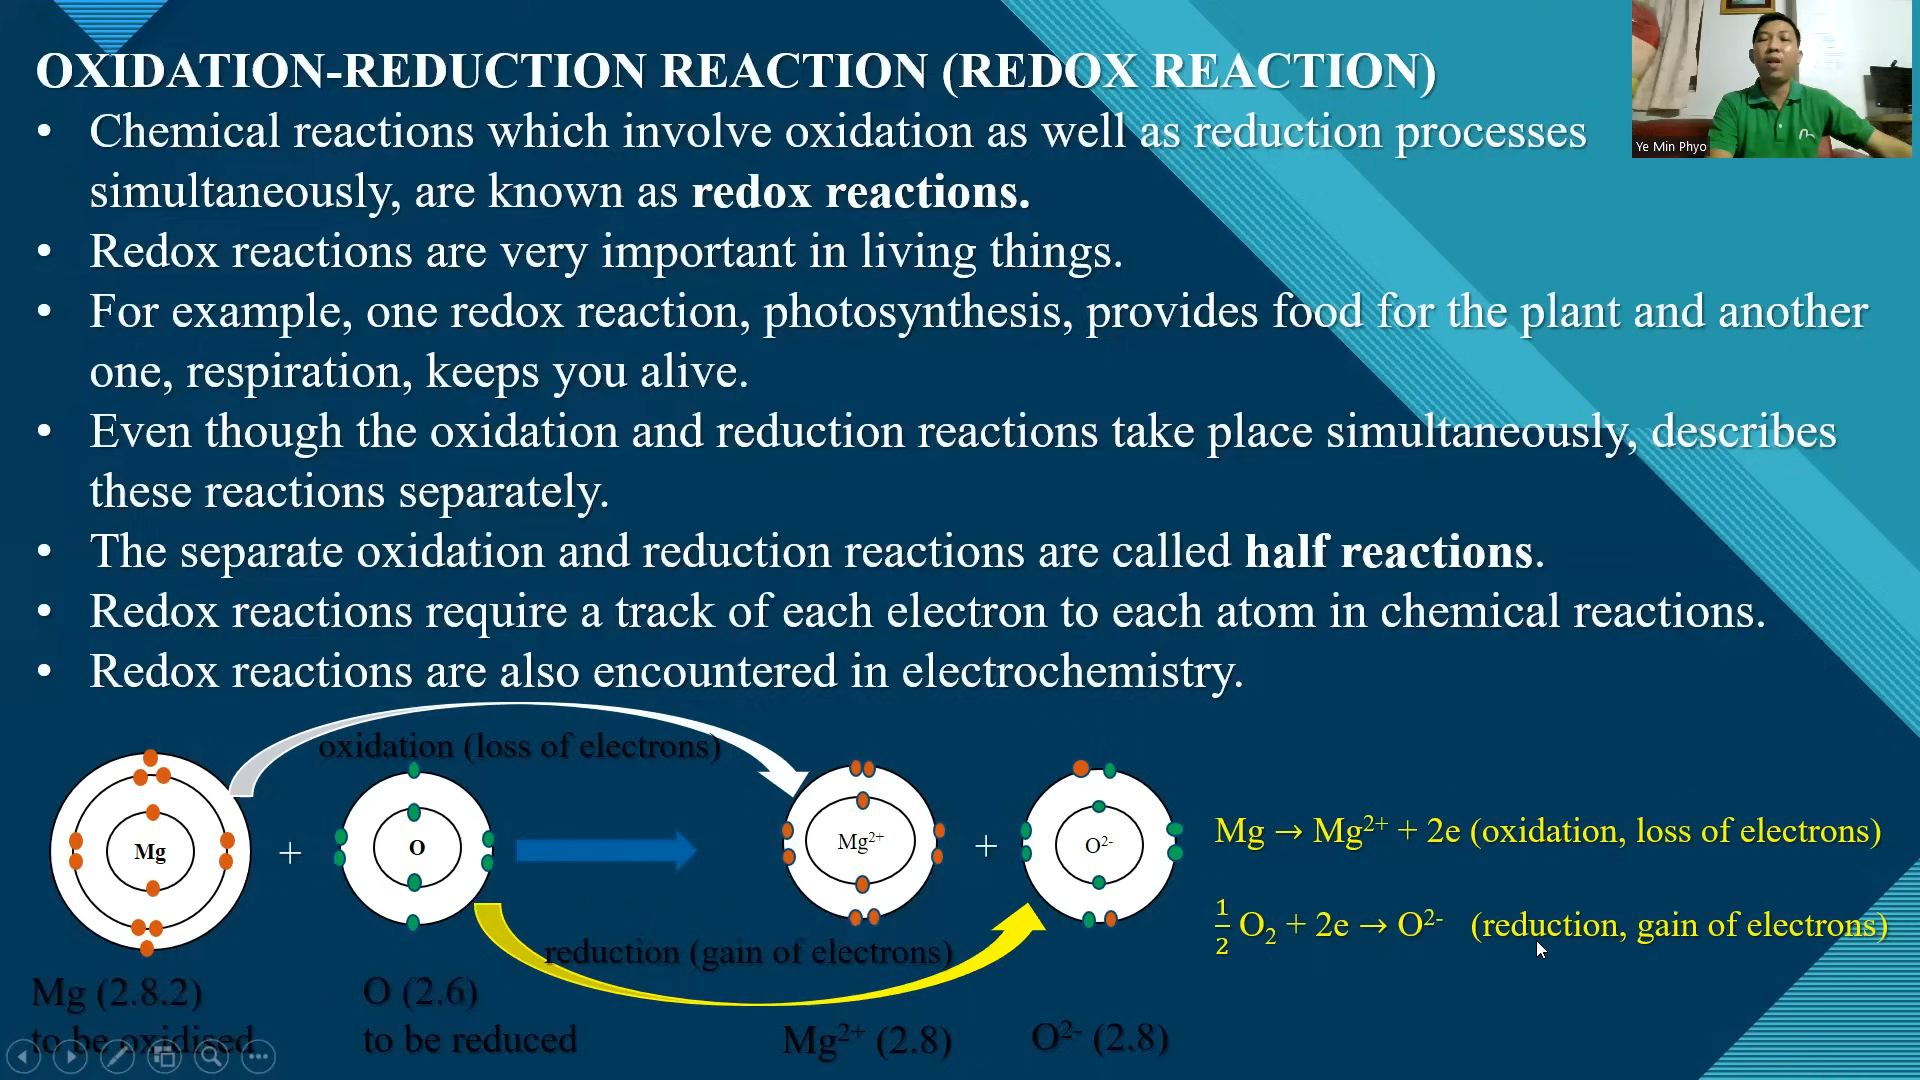 OXIDATION-REDUCTION REACTION (REDOX REACTION)
• Chemical reactions which involve oxidation as well as reduction processes
simultaneously, are known as redox reactions.
• Redox reactions are very important in living things.
• For example, one redox reaction, photosynthesis, provides food for the plant and another
one, respiration, keeps you alive.
• Even though the oxidation and reduction reactions take place simultaneously, describes
these reactions separately.
• The separate oxidation and reduction reactions are called half reactions.
• Redox reactions require a track of each electron to each atom in chemical reactions.
• Redox reactions are also encountered in electrochemistry.
Ye Min Phyo
oxidation (loss of electrons)
Mg + O Mg²⁺ + O²⁻
reduction (gain of electrons)
Mg → Mg²⁺ + 2e (oxidation, loss of electrons)
½ O₂ + 2e → O²⁻ (reduction, gain of electrons)
Mg (2.8.2)
to be oxidised
O (2.6)
to be reduced
Mg²⁺ (2.8)
O²⁻ (2.8)